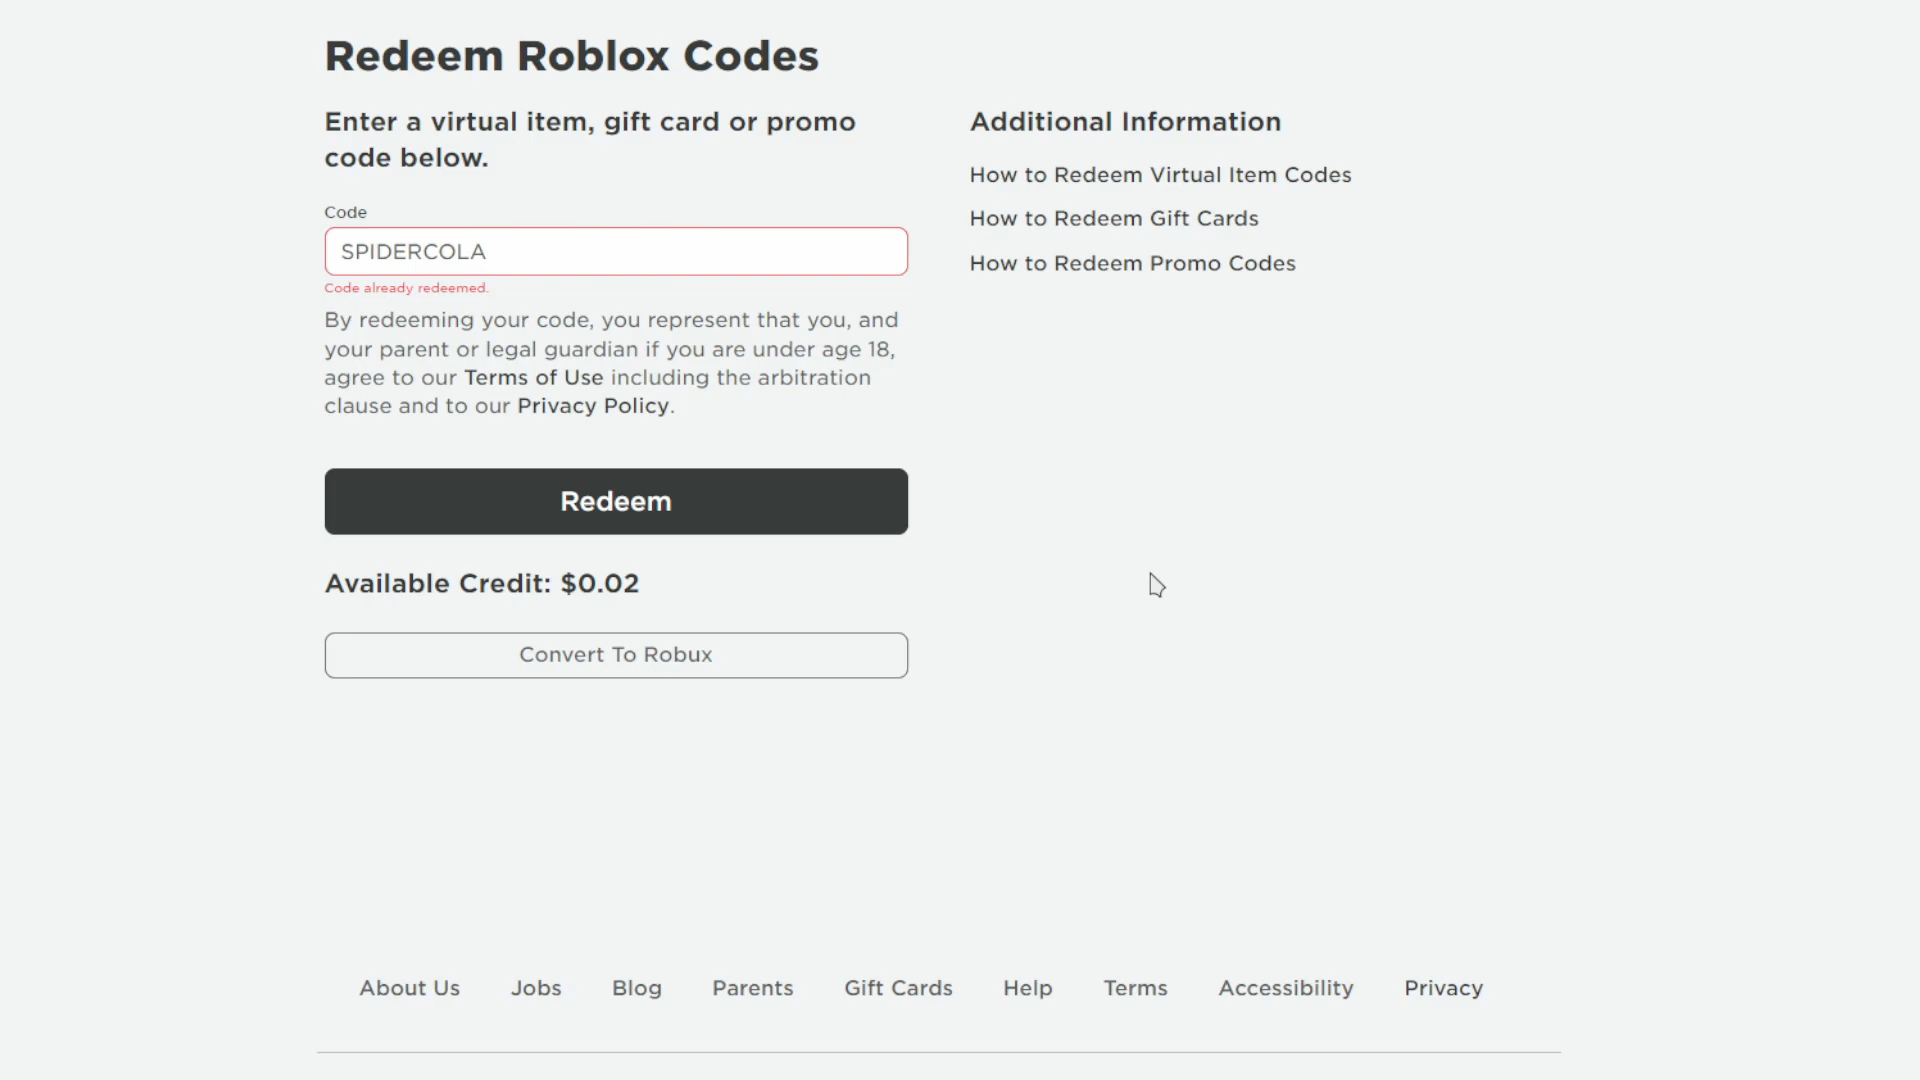 Redeem Roblox Codes
Enter a virtual item, gift card or promo
code below.
Code
SPIDERCOLA
Code already redeemed.
By redeeming your code, you represent that you, and
your parent or legal guardian if you are under age 18,
agree to our Terms of Use including the arbitration
clause and to our Privacy Policy.
Redeem
Available Credit: $0.02
Convert To Robux
Additional Information
How to Redeem Virtual Item Codes
How to Redeem Gift Cards
How to Redeem Promo Codes
About Us Jobs Blog Parents Gift Cards Help Terms Accessibility Privacy